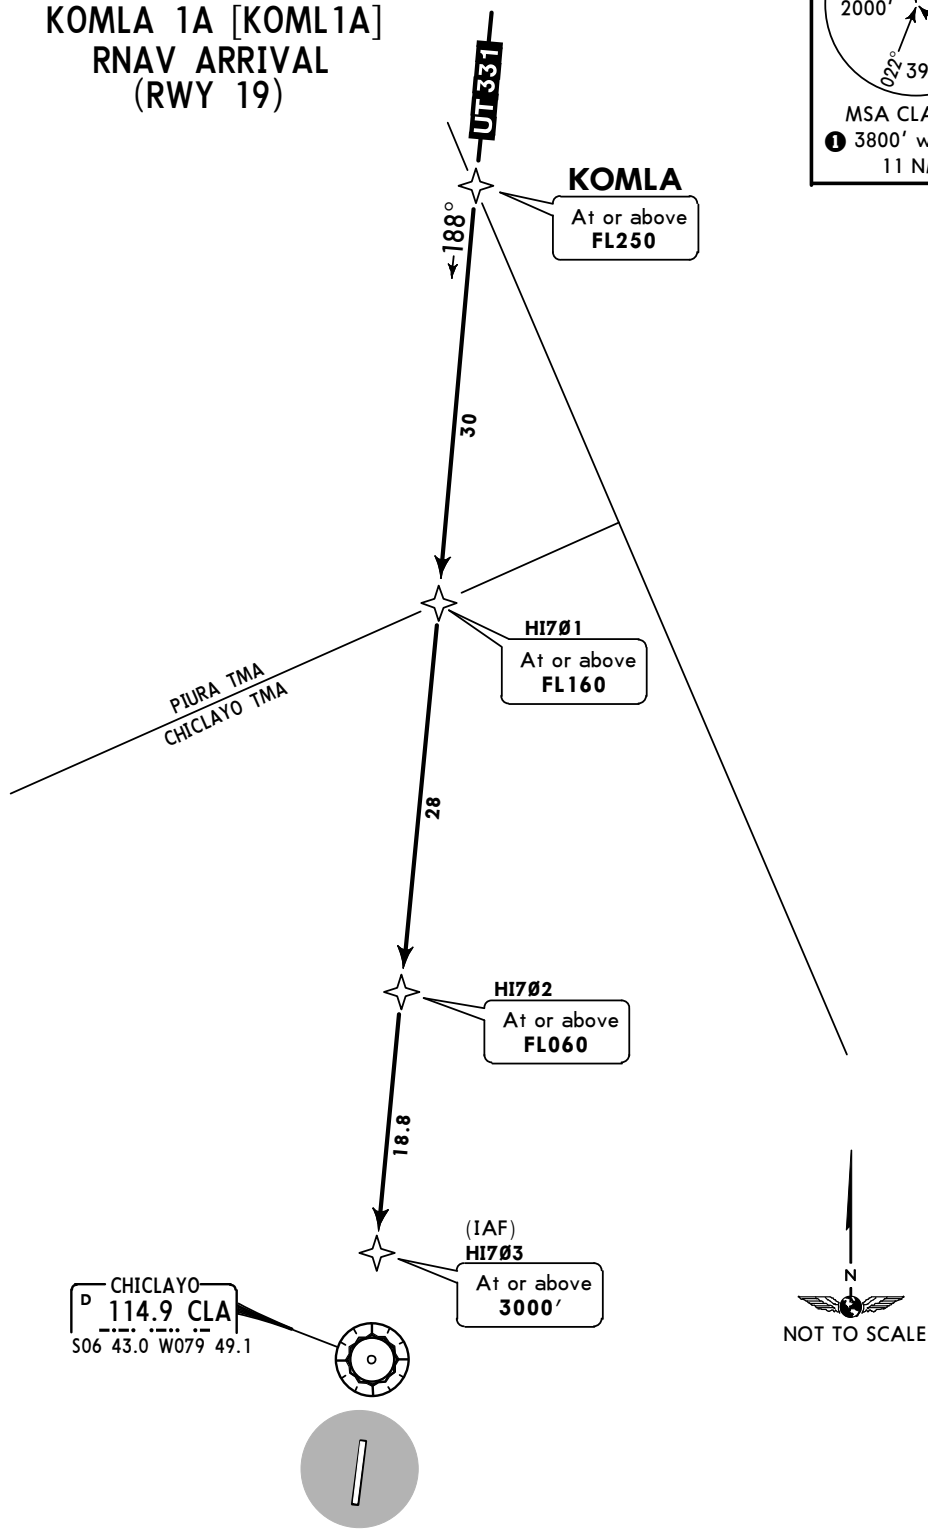 KOMLA 1A [KOML1A]
RNAV ARRIVAL
(RWY 19)
UT 331
2000'
022°
39
MSA
1 3800'
11
KOMLA
At or above
FL250
188°
30
HI7Ø1
At or above
FL160
PIURA TMA
CHICLAYO TMA
28
HI7Ø2
At or above
FL060
18.8
(IAF)
HI7Ø3
At or above
3000'
CHICLAYO
D 114.9 CLA
S06 43.0 W079 49.1
N
NOT TO SCALE